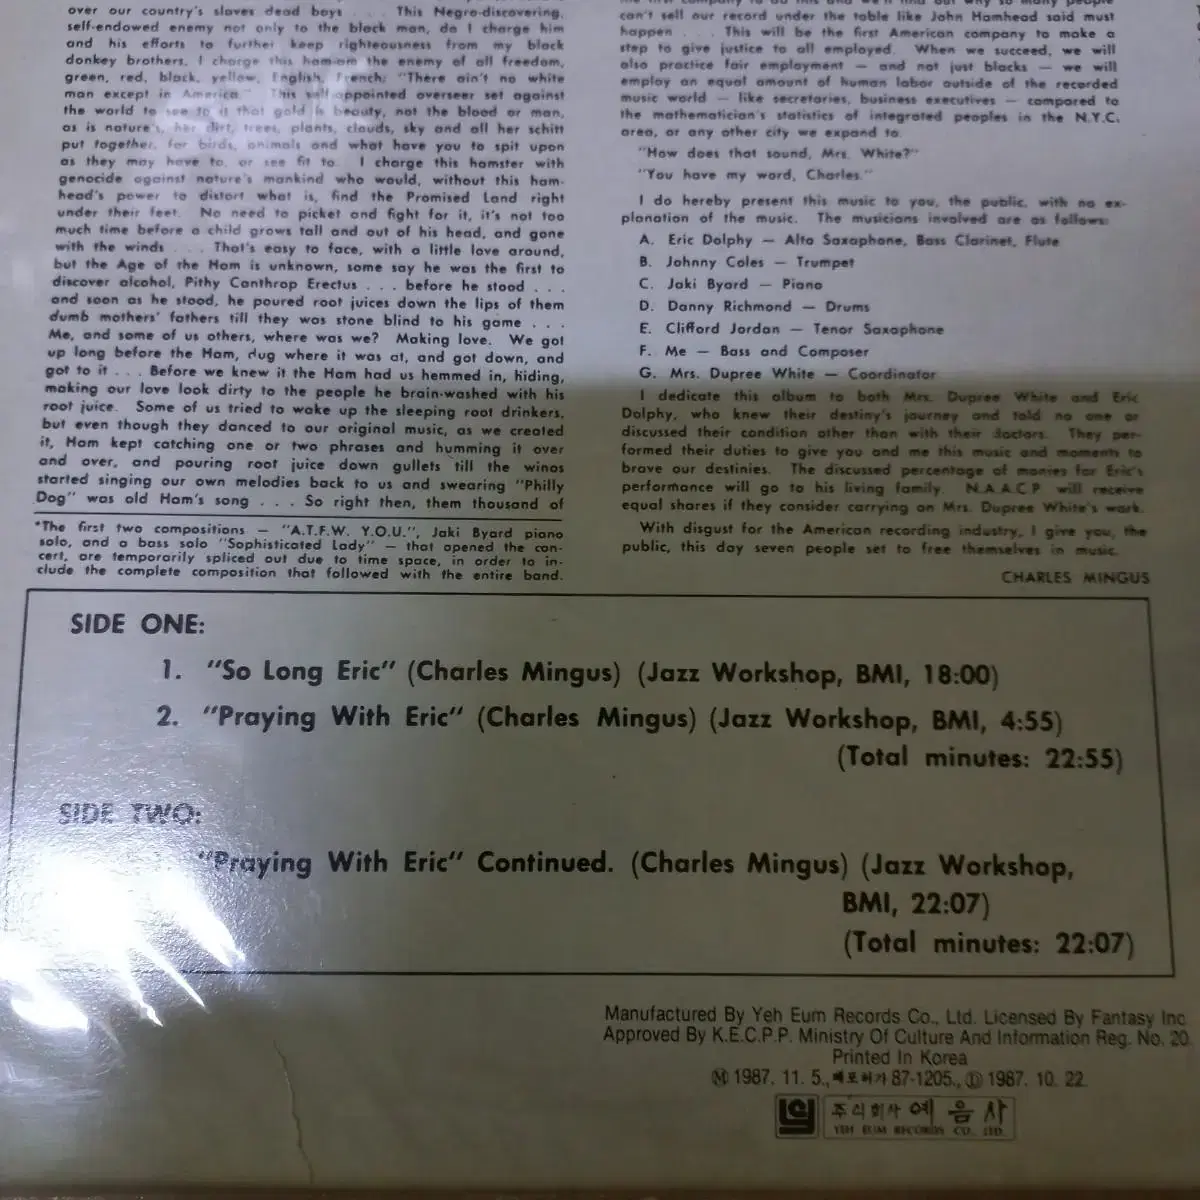 over our country's slaves dead boys . . . This Negro-discovering,
self-endowed enemy not only to the black man, do I charge him
and his efforts to further keep righteousness from my black
donkey brothers. I charge this ham-om the enemy of all freedom,
green, red, black, yellow, English, French: "There ain't no white
man except in America." This self appointed overseer set against
the world to see to it that gold is beauty, not the blood or man,
as is nature's, her dirt, trees, plants, clouds, sky and all her schitt
put together, for birds, animals and what have you to spit upon
as they may have to, or see fit to. I charge this hamster with
genocide against nature's mankind who would, without this ham-
head's power to distort what is, find the Promised Land right
under their feet. No need to picket and fight for it, it's not too
much time before a child grows tall and out of his head, and gone
with the winds . . . That's easy to face, with a little love around,
but the Age of the Ham is unknown, some say he was the first to
discover alcohol, Pithy Canthrop Erectus . . . before he stood . . .
and soon as he stood, he poured root juices down the lips of them
dumb mothers' fathers till they was stone blind to his game . . .
Me, and some of us others, where was we? Making love. We got
up long before the Ham, dug where it was at, and got down, and
got to it . . . Before we knew it the Ham had us hemmed in, hiding,
making our love look dirty to the people he brain-washed with his
root juice. Some of us tried to wake up the sleeping root drinkers,
but even though they danced to our original music, as we created
it, Ham kept catching one or two phrases and humming it over
and over, and pouring root juice down gullets 'till the winos
started singing our own melodies back to us and swearing "Philly
Dog" was old Ham's song . . . So right then, them thousand of
*The first two compositions — "A.T.F.W. Y.O.U.", Jaki Byard piano
solo, and a bass solo "Sophisticated Lady" — that opened the con-
cert, are temporarily spliced out due to time space, in order to in-
clude the complete composition that followed with the entire band.
can't sell our record under the table like John Hamhead said must
happen . . . This will be the first American company to make a
step to give justice to all employed. When we succeed, we will
also practice fair employment — and not just blacks — we will
employ an equal amount of human labor outside of the recorded
music world — like secretaries, business executives — compared to
the mathematician's statistics of integrated peoples in the N.Y.C.
area, or any other city we expand to.
"How does that sound, Mrs. White?"
"You have my word, Charles."
I do hereby present this music to you, the public, with no ex-
planation of the music. The musicians involved are as follows:
A. Eric Dolphy — Alto Saxophone, Bass Clarinet, Flute
B. Johnny Coles — Trumpet
C. Jaki Byard — Piano
D. Danny Richmond — Drums
E. Clifford Jordan — Tenor Saxophone
F. Me — Bass and Composer
G. Mrs. Dupree White — Coordinator
I dedicate this album to both Mrs. Dupree White and Eric
Dolphy, who knew their destiny's journey and told no one or
discussed their condition other than with their doctors. They per-
formed their duties to give you and me this music and moments to
brave our destinies. The discussed percentage of monies for Eric's
performance will go to his living family. N.A.A.C.P. will receive
equal shares if they consider carrying on Mrs. Dupree White's work.
With disgust for the American recording industry, I give you, the
public, this day seven people set to free themselves in music.
CHARLES MINGUS
SIDE ONE:
1. "So Long Eric" (Charles Mingus) (Jazz Workshop, BMI, 18:00)
2. "Praying With Eric" (Charles Mingus) (Jazz Workshop, BMI, 4:55)
(Total minutes: 22:55)
SIDE TWO:
"Praying With Eric" Continued. (Charles Mingus) (Jazz Workshop,
BMI, 22:07)
(Total minutes: 22:07)
Manufactured By Yeh Eum Records Co., Ltd. Licensed By Fantasy Inc
Approved By K.E.C.P.P. Ministry Of Culture And Information Reg. No. 20
Printed In Korea
Ⓜ 1987. 11. 5., 배포허가 87-1205., Ⓛ 1987. 10. 22.
주식회사 예음사
YEH EUM RECORDS CO., LTD.